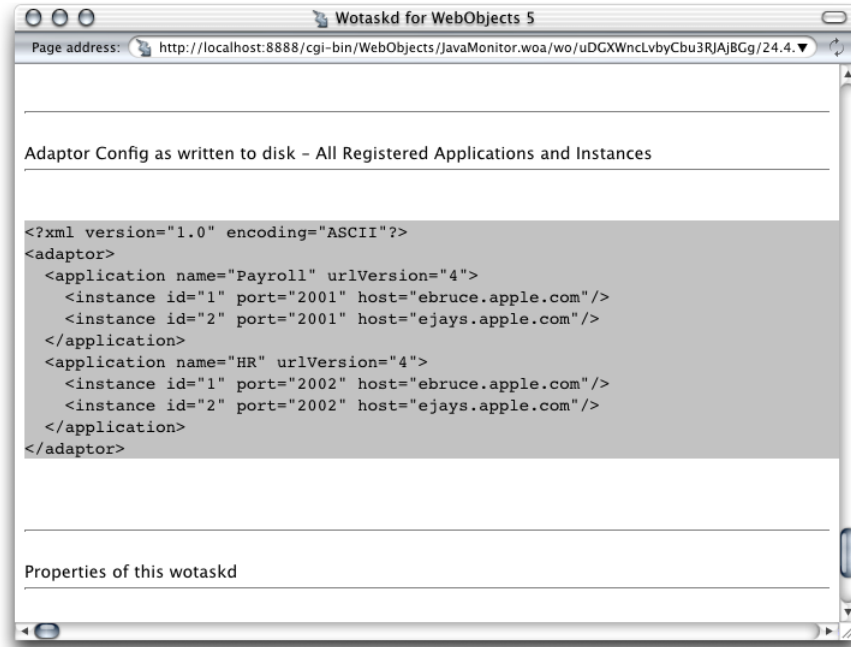 Wotaskd for WebObjects 5
Page address: http://localhost:8888/cgi-bin/WebObjects/JavaMonitor.woa/wo/uDGXWncLvbyCbu3RJAjBGg/24.4.
Adaptor Config as written to disk – All Registered Applications and Instances
<?xml version="1.0" encoding="ASCII"?>
<adaptor>
  <application name="Payroll" urlVersion="4">
    <instance id="1" port="2001" host="ebruce.apple.com"/>
    <instance id="2" port="2001" host="ejays.apple.com"/>
  </application>
  <application name="HR" urlVersion="4">
    <instance id="1" port="2002" host="ebruce.apple.com"/>
    <instance id="2" port="2002" host="ejays.apple.com"/>
  </application>
</adaptor>
Properties of this wotaskd